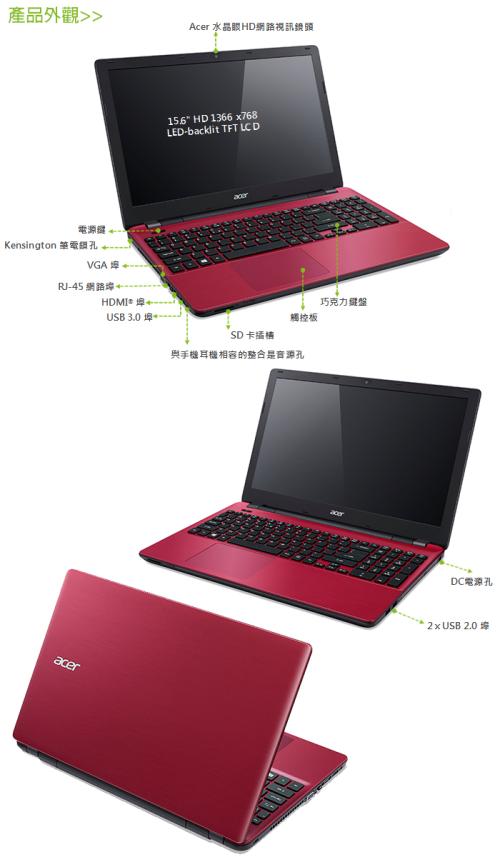 產品外觀>>
Acer 水晶眼HD網路視訊鏡頭
15.6" HD 1366 x768
LED-backlit TFT LCD
acer
電源鍵
Kensington 筆電鎖孔
VGA 埠
RJ-45 網路埠
HDMI® 埠
USB 3.0 埠
巧克力鍵盤
觸控板
SD 卡插槽
與手機耳機相容的整合是音源孔
acer
DC電源孔
2 x USB 2.0 埠
acer